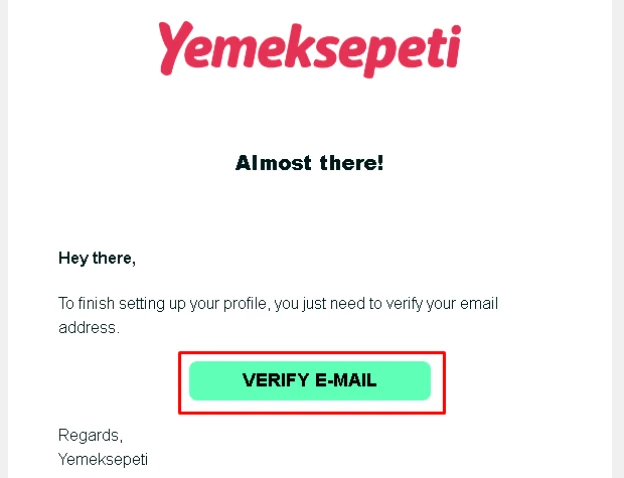 Yemeksepeti
Almost there!
Hey there,
To finish setting up your profile, you just need to verify your email
address.
VERIFY E-MAIL
Regards,
Yemeksepeti